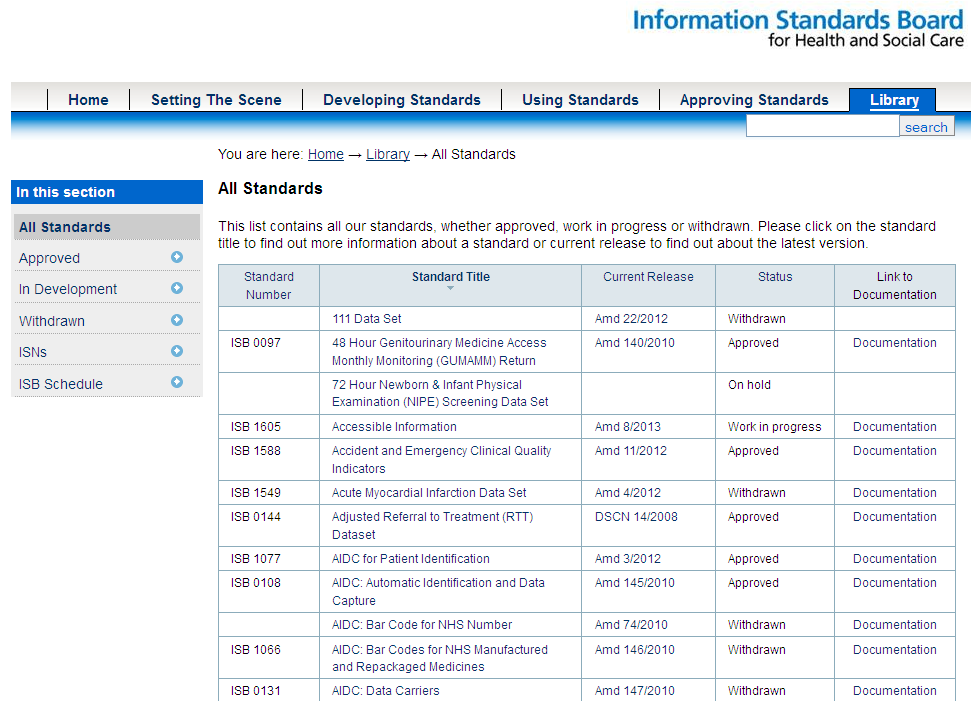 Information Standards Board
for Health and Social Care
Home Setting The Scene Developing Standards Using Standards Approving Standards Library
search
You are here: Home → Library → All Standards
In this section
All Standards
Approved
In Development
Withdrawn
ISNs
ISB Schedule
All Standards
This list contains all our standards, whether approved, work in progress or withdrawn. Please click on the standard
title to find out more information about a standard or current release to find out about the latest version.
Standard Number Standard Title Current Release Status Link to Documentation
111 Data Set Amd 22/2012 Withdrawn
ISB 0097 48 Hour Genitourinary Medicine Access Amd 140/2010 Approved Documentation
Monthly Monitoring (GUMAMM) Return
72 Hour Newborn & Infant Physical On hold
Examination (NIPE) Screening Data Set
ISB 1605 Accessible Information Amd 8/2013 Work in progress Documentation
ISB 1588 Accident and Emergency Clinical Quality Amd 11/2012 Approved Documentation
Indicators
ISB 1549 Acute Myocardial Infarction Data Set Amd 4/2012 Withdrawn Documentation
ISB 0144 Adjusted Referral to Treatment (RTT) DSCN 14/2008 Approved Documentation
Dataset
ISB 1077 AIDC for Patient Identification Amd 3/2012 Approved Documentation
ISB 0108 AIDC: Automatic Identification and Data Amd 145/2010 Approved Documentation
Capture
AIDC: Bar Code for NHS Number Amd 74/2010 Withdrawn Documentation
ISB 1066 AIDC: Bar Codes for NHS Manufactured Amd 146/2010 Withdrawn Documentation
and Repackaged Medicines
ISB 0131 AIDC: Data Carriers Amd 147/2010 Withdrawn Documentation